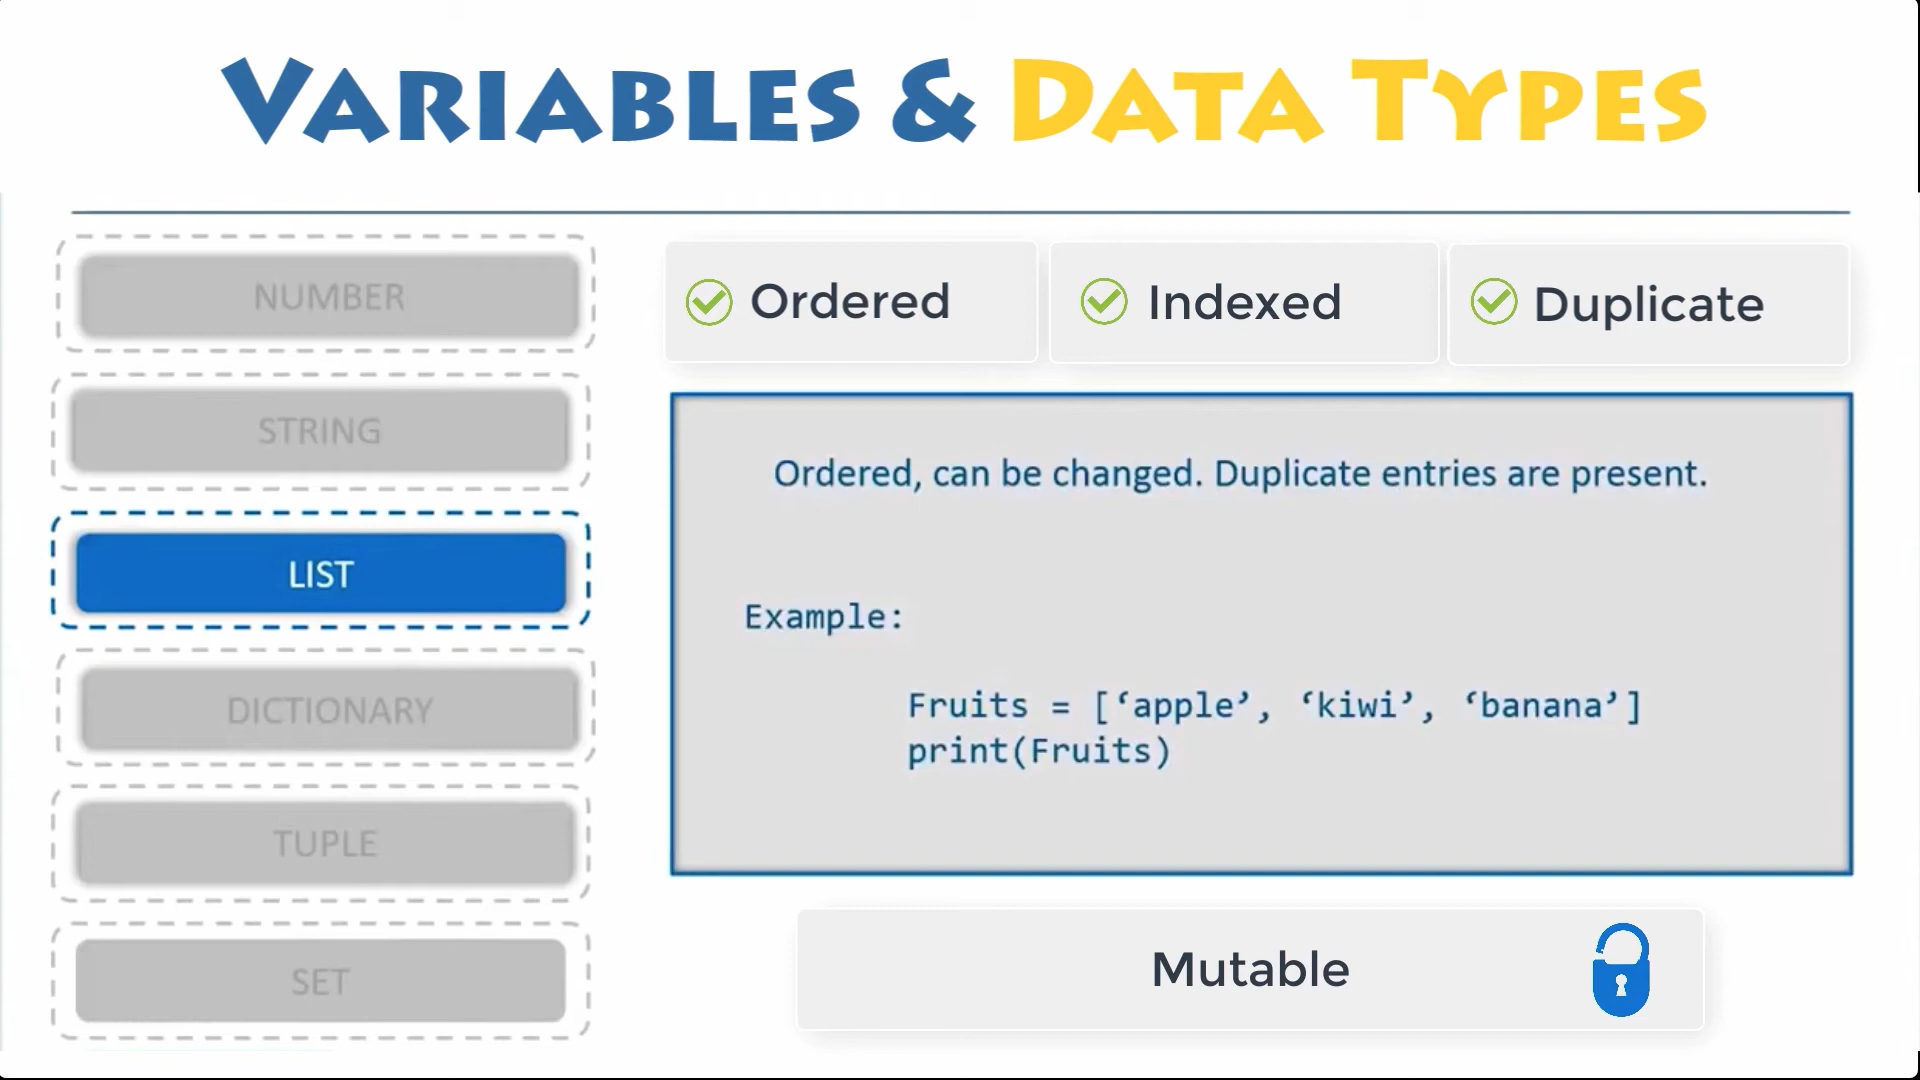 VARIABLES & DATA TYPES
NUMBER
STRING
LIST
DICTIONARY
TUPLE
SET
Ordered
Indexed
Duplicate
Ordered, can be changed. Duplicate entries are present.
Example:
Fruits = [‘apple’, ‘kiwi’, ‘banana’]
print(Fruits)
Mutable